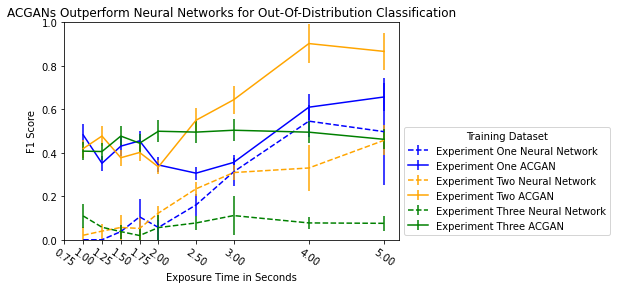 ACGANs Outperform Neural Networks for Out-Of-Distribution Classification
1.0
0.8
0.6
0.4
0.2
0.0
F1 Score
0.75 1.00 1.25 1.50 1.75 2.00 2.50 3.00 4.00 5.00
Exposure Time in Seconds
Training Dataset
Experiment One Neural Network
Experiment One ACGAN
Experiment Two Neural Network
Experiment Two ACGAN
Experiment Three Neural Network
Experiment Three ACGAN